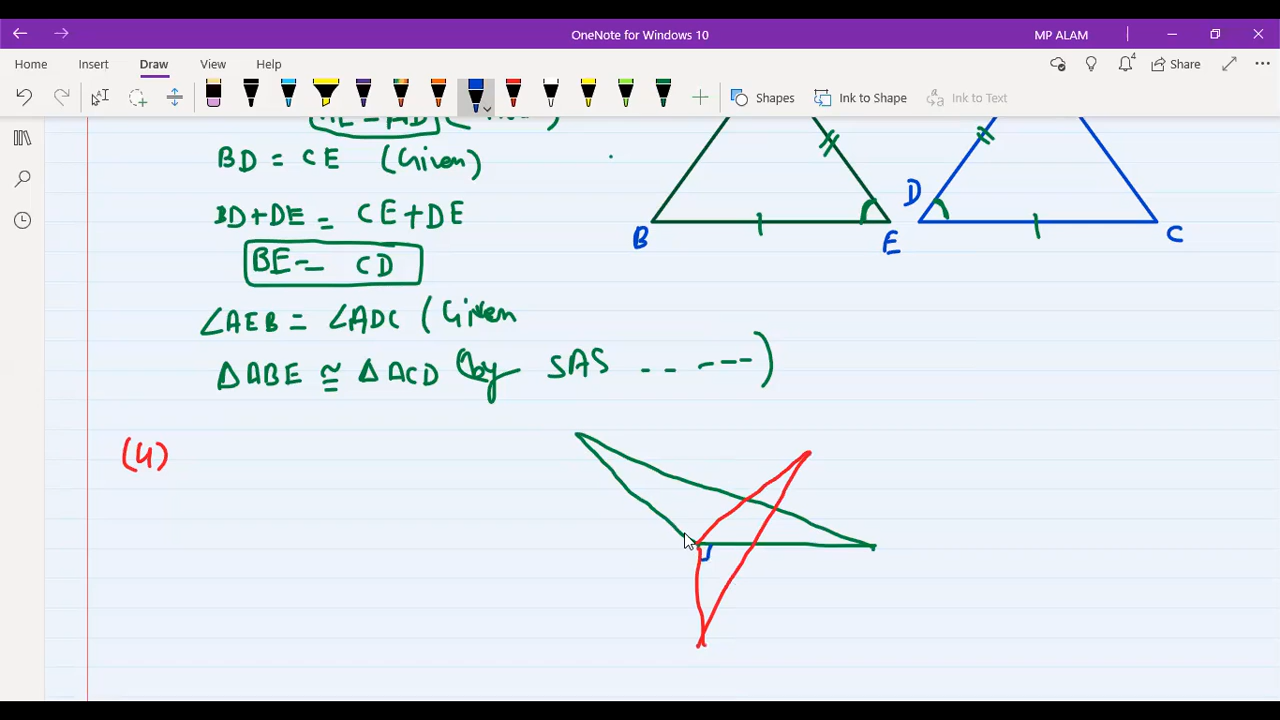 OneNote for Windows 10
MP ALAM
Home Insert Draw View Help
Share
Shapes
Ink to Shape
Ink to Text
BD = CE (Given)
BD+DE = CE+DE
BE = CD
∠AEB = ∠ADC (Given
ΔABE ≅ ΔACD (by SAS -- ---)
(4)
B
E
D
C